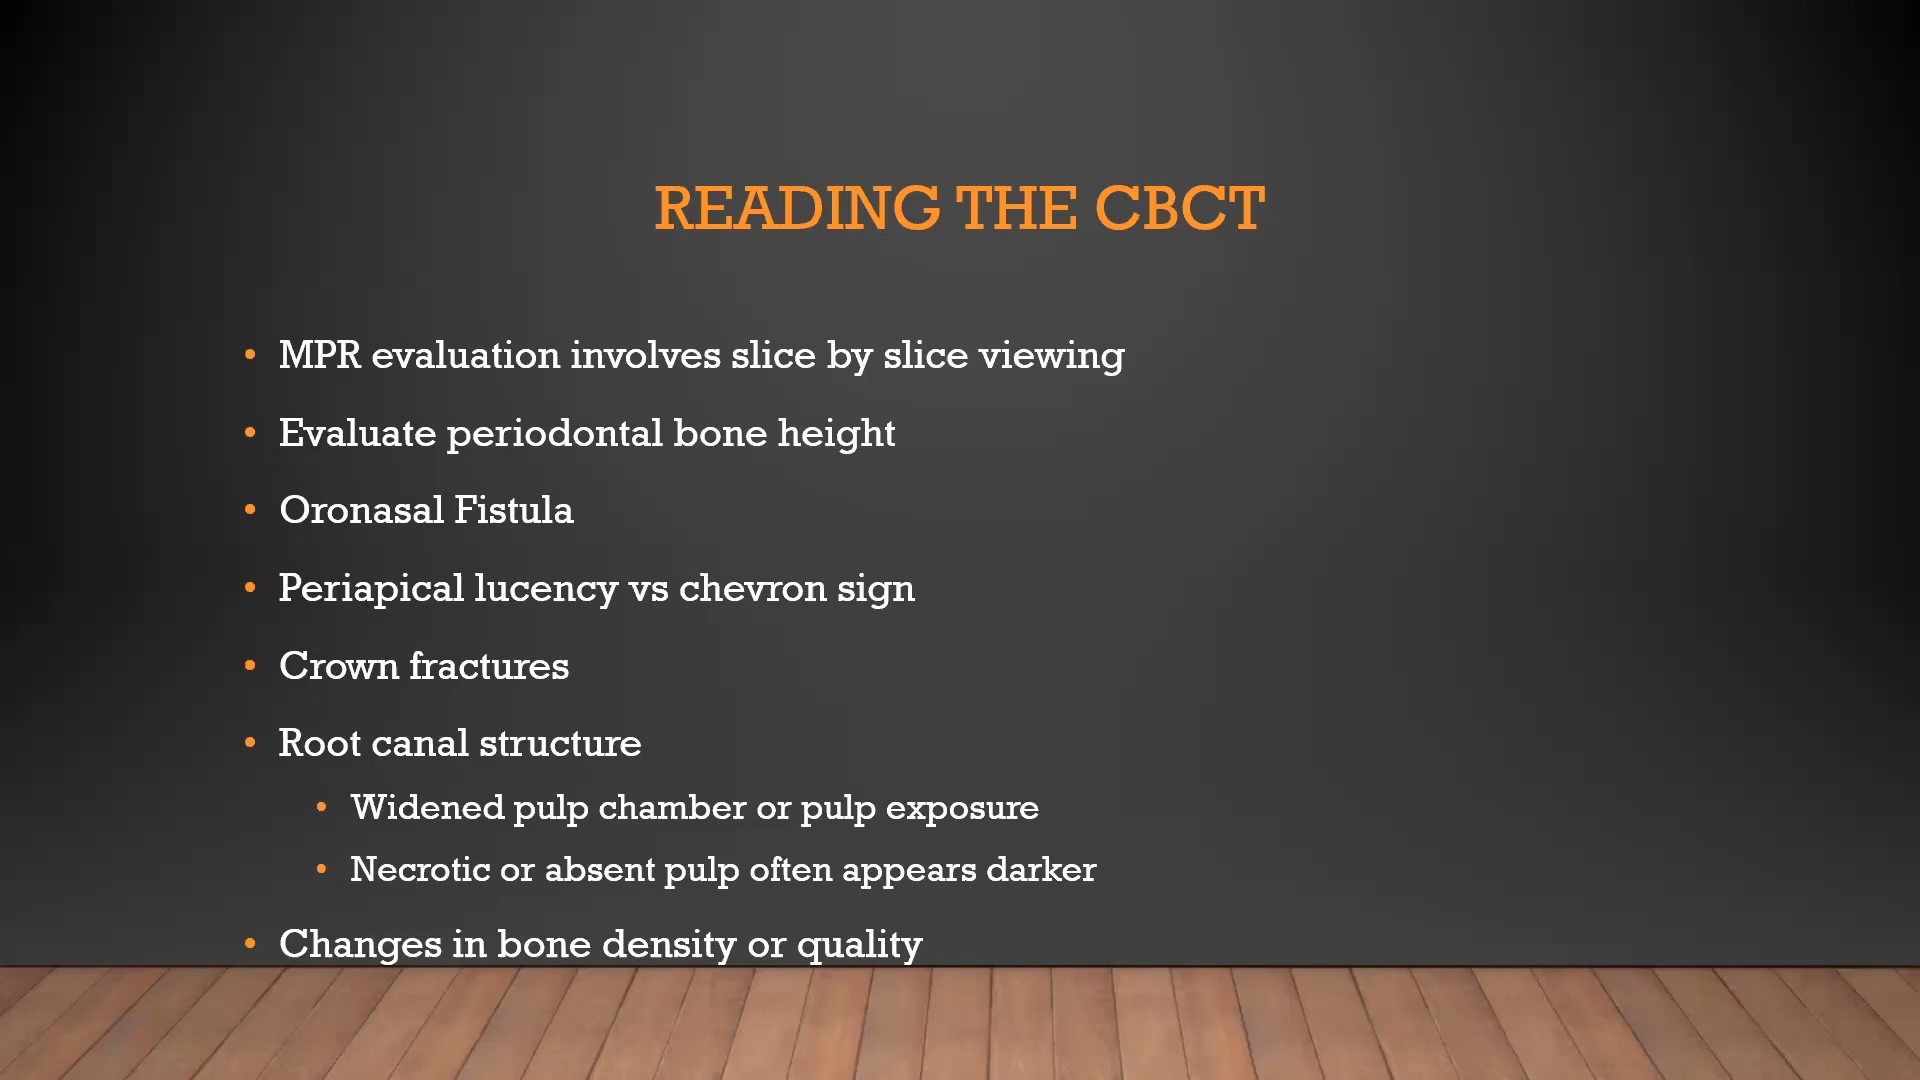 READING THE CBCT
• MPR evaluation involves slice by slice viewing
• Evaluate periodontal bone height
• Oronasal Fistula
• Periapical lucency vs chevron sign
• Crown fractures
• Root canal structure
• Widened pulp chamber or pulp exposure
• Necrotic or absent pulp often appears darker
• Changes in bone density or quality